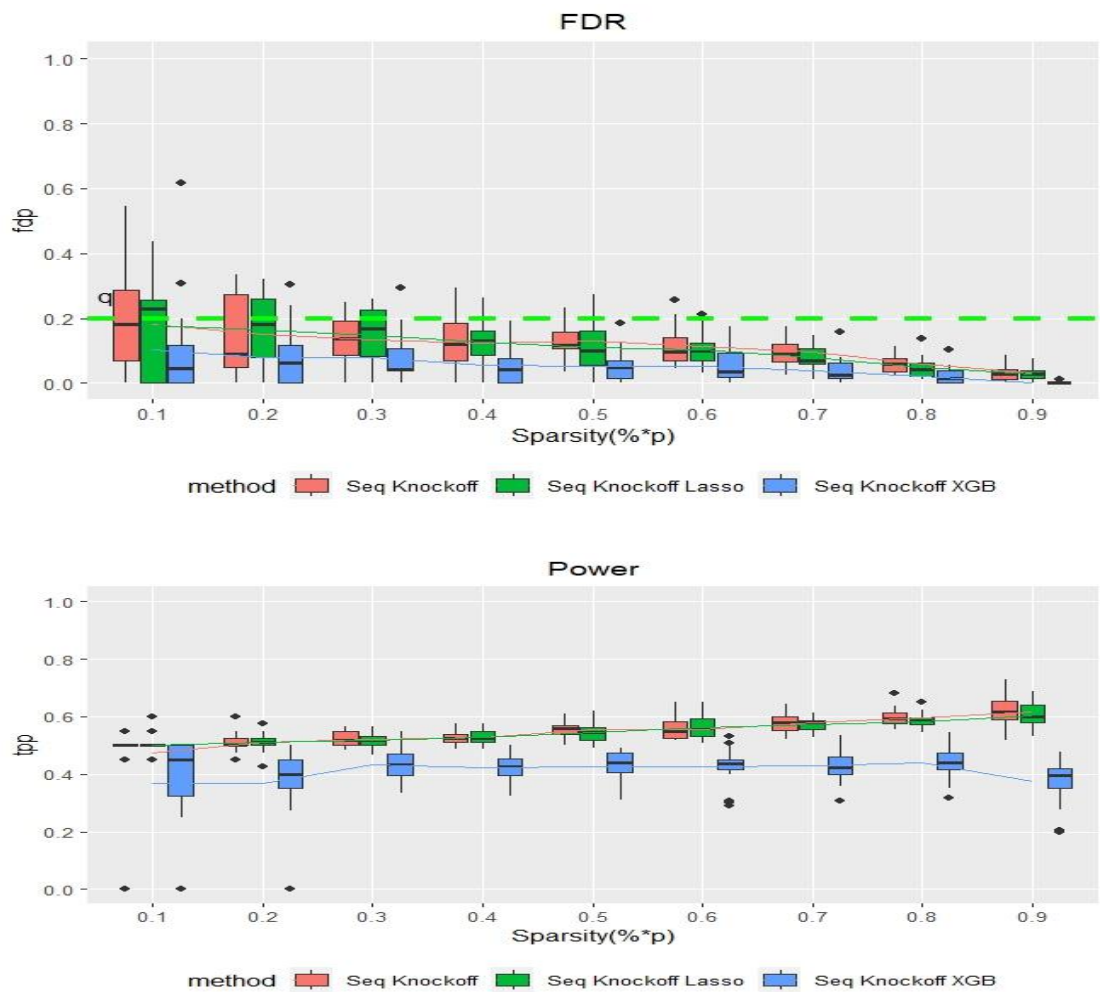 FDR
1.0
0.8
0.6
0.4
0.2
0.0
fdp
q
0.1 0.2 0.3 0.4 0.5 0.6 0.7 0.8 0.9
Sparsity(%*p)
method Seq Knockoff Seq Knockoff Lasso Seq Knockoff XGB
Power
1.0
0.8
0.6
0.4
0.2
0.0
tpp
0.1 0.2 0.3 0.4 0.5 0.6 0.7 0.8 0.9
Sparsity(%*p)
method Seq Knockoff Seq Knockoff Lasso Seq Knockoff XGB